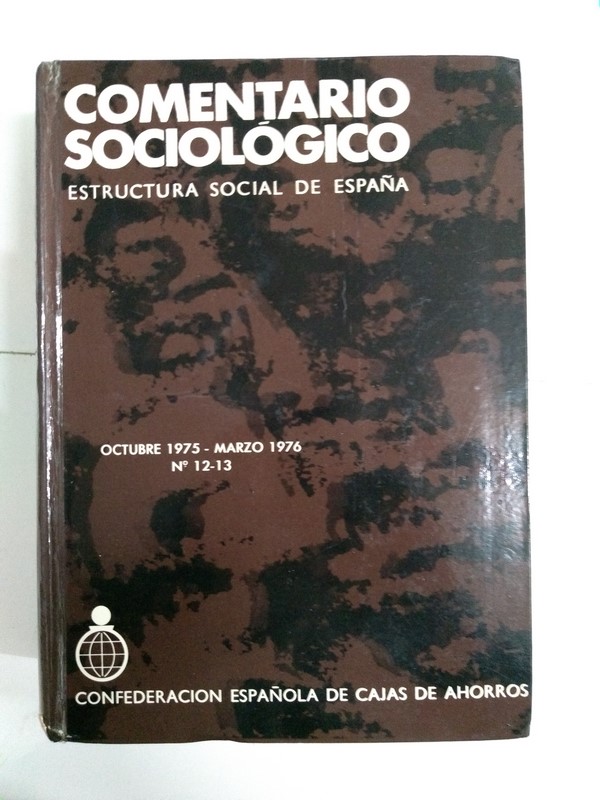 COMENTARIO
SOCIOLÓGICO
ESTRUCTURA SOCIAL DE ESPAÑA
OCTUBRE 1975 - MARZO 1976
Nº 12-13
CONFEDERACION ESPAÑOLA DE CAJAS DE AHORROS